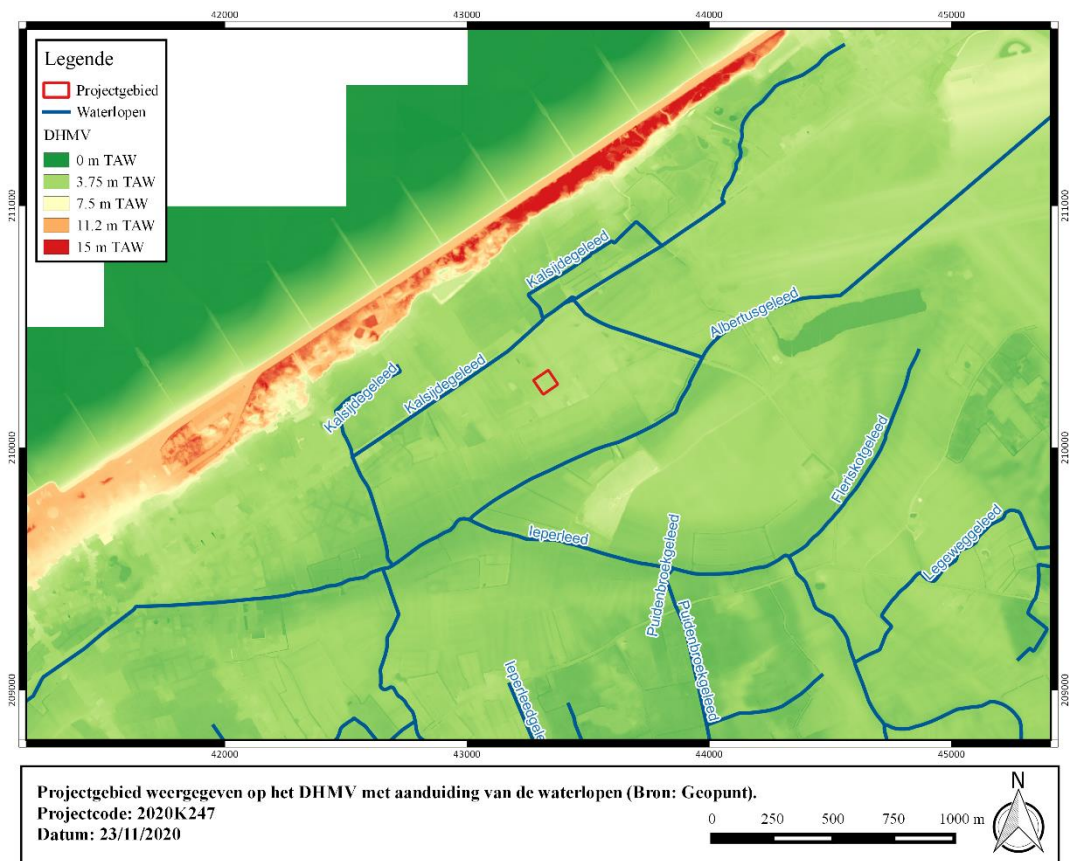 42000 43000 44000 45000
Legende
Projectgebied
Waterlopen
DHMV
0 m TAW
3.75 m TAW
7.5 m TAW
11.2 m TAW
15 m TAW
211000
211000
Kalsijdegeleed
Albertusgeleed
Kalsijdegeleed
Kalsijdegeleed
210000
210000
Fleriskotgeleed
Ieperleed
Puidenbroekgeleed
Legeweggeleed
Puidenbroekgeleed
Ieperleedgele
209000
209000
42000 43000 44000 45000
Projectgebied weergegeven op het DHMV met aanduiding van de waterlopen (Bron: Geopunt).
Projectcode: 2020K247
Datum: 23/11/2020
0 250 500 750 1000 m
N